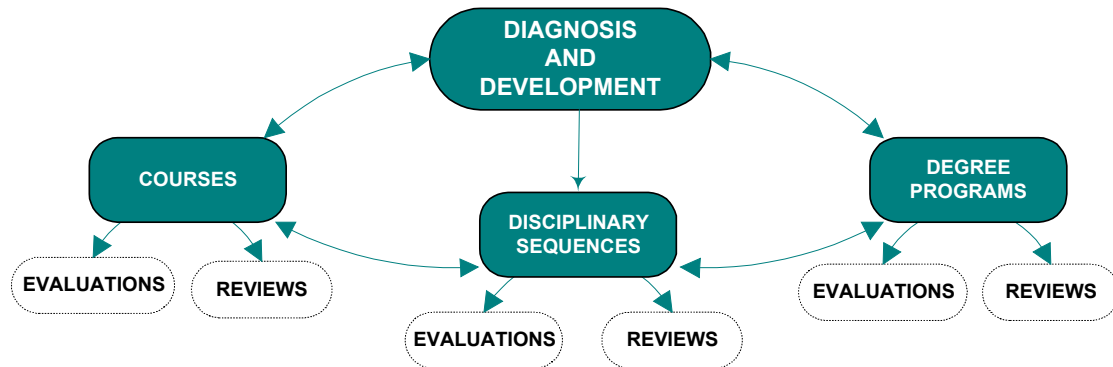 DIAGNOSIS
AND
DEVELOPMENT
COURSES
DEGREE
PROGRAMS
DISCIPLINARY
SEQUENCES
EVALUATIONS
REVIEWS
EVALUATIONS
REVIEWS
EVALUATIONS
REVIEWS